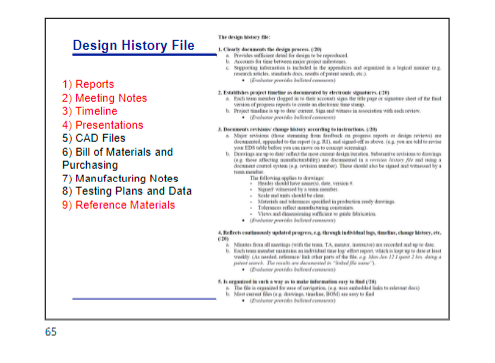 Design History File
1) Reports
2) Meeting Notes
3) Timeline
4) Presentations
5) CAD Files
6) Bill of Materials and
Purchasing
7) Manufacturing Notes
8) Testing Plans and Data
9) Reference Materials
The design history file:
1. Clearly documents the design process. (/20)
a. Provides sufficient detail for design to be reproduced.
b. Accounts for time between major project milestones.
c. Supporting information is included in the appendices and organized in a logical manner (e.g.
research articles, standards docs, results of patent search, etc.)
• (Evaluator provides bulleted comments)
2. Establishes project timeline as documented by electronic signatures. (/20)
a. Each team member logged in to their accounts signs the title page or signature sheet of the final
version of progress reports to create an electronic time stamp.
b. Project timeline is up to date/ current. Sign and witness in association with each review.
• (Evaluator provides bulleted comments)
3. Documents revisions/ change history according to instructions. (/20)
a. Major revisions (those stemming from feedback on progress reports or design reviews) are
documented, appended to the report (e.g. R1), and signed-off as above. (e.g. you are told to revise
your EDS table before you can move on to concept screening).
b. Drawings are up to date/ reflect the most current design iteration. Substantive revisions to drawings
(e.g. those affecting manufacturability) are documented in a revision history file and using a
document control system (e.g. revision number). These should also be signed and witnessed by a
team member.
The following applies to drawings:
- Header should have name(s), date, version #.
- Signed/ witnessed by a team member.
- Scale and units should be clear.
- Materials and tolerances specified in production ready drawings.
- Tolerances reflect manufacturing constraints.
- Views and dimensioning sufficient to guide fabrication.
• (Evaluator provides bulleted comments)
4. Reflects continuously updated progress, e.g. through individual logs, timeline, change history, etc.
(/20)
a. Minutes from all meetings (with the team, TA, mentor, instructor) are recorded and up to date.
b. Each team member maintains an individual time log/ effort report, which is kept up to date at least
weekly. (As needed, reference/ link other parts of the file, e.g. Idea Jan 12 I spent 2 hrs. doing a
patent search. The results are documented in "linked file name").
• (Evaluator provides bulleted comments)
5. Is organized in such a way as to make information easy to find (/20)
a. The file is organized for ease of navigation. (e.g. uses embedded links to relevant docs)
b. Most current files (e.g. drawings, timeline, BOM) are easy to find
• (Evaluator provides bulleted comments)
65